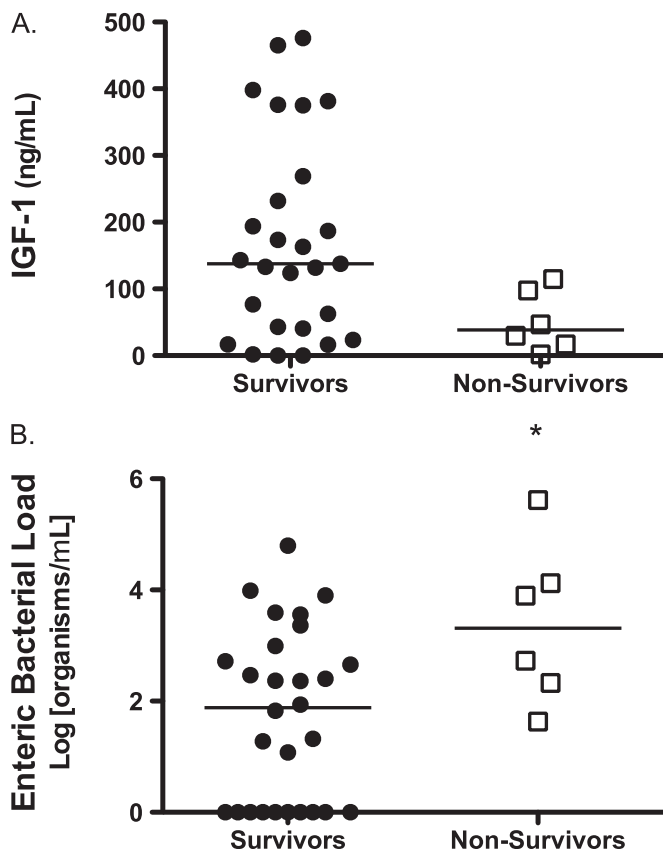 A.
IGF-1 (ng/mL)
500
400
300
200
100
0
Survivors
Non-Survivors
B.
*
Enteric Bacterial Load
Log [organisms/mL]
6
4
2
0
Survivors
Non-Survivors